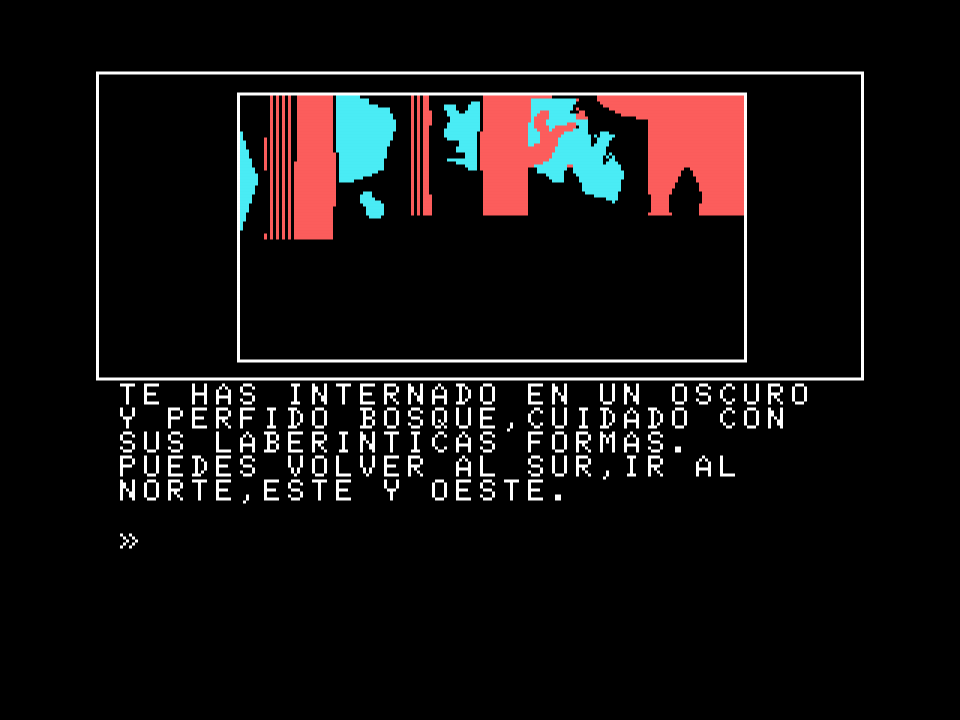 TE HAS INTERNADO EN UN OSCURO
Y PERFIDO BOSQUE,CUIDADO CON
SUS LABERINTICAS FORMAS.
PUEDES VOLVER AL SUR,IR AL
NORTE,ESTE Y OESTE.
»